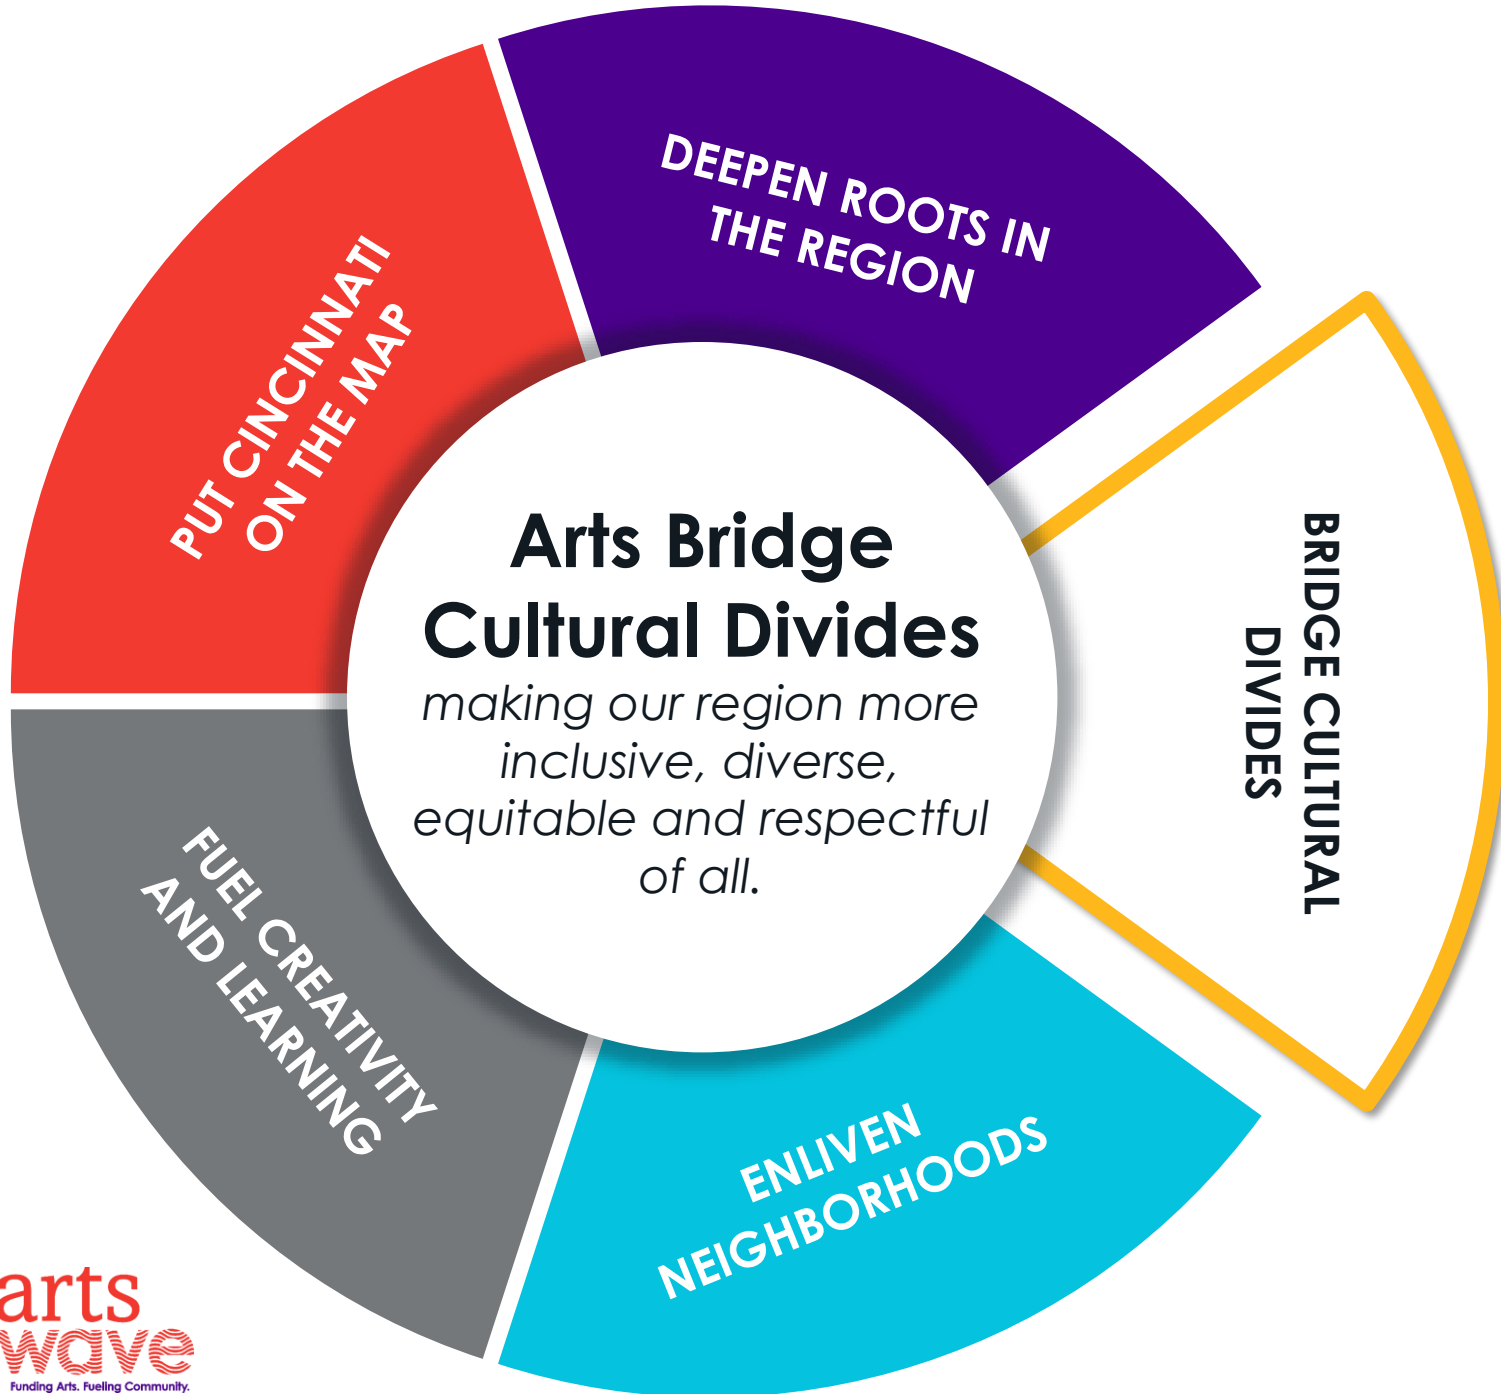 DEEPEN ROOTS IN
THE REGION
PUT CINCINNATI
ON THE MAP
Arts Bridge
Cultural Divides
making our region more
inclusive, diverse,
equitable and respectful
of all.
BRIDGE CULTURAL
DIVIDES
FUEL CREATIVITY
AND LEARNING
ENLIVEN
NEIGHBORHOODS
arts
wave
Funding Arts. Fueling Community.